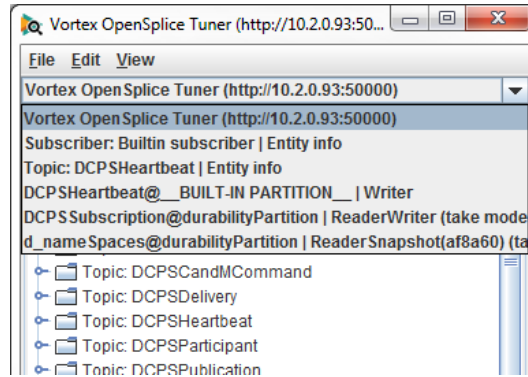 Vortex OpenSplice Tuner (http://10.2.0.93:50...
File Edit View
Vortex OpenSplice Tuner (http://10.2.0.93:50000)
Vortex OpenSplice Tuner (http://10.2.0.93:50000)
Subscriber: Builtin subscriber | Entity info
Topic: DCPSHeartbeat | Entity info
DCPSHeartbeat@__BUILT-IN PARTITION__ | Writer
DCPSSubscription@durabilityPartition | ReaderWriter (take mode
d_nameSpaces@durabilityPartition | ReaderSnapshot(af8a60) (ta
Topic: DCPSCandMCommand
Topic: DCPSDelivery
Topic: DCPSHeartbeat
Topic: DCPSParticipant
Topic: DCPSPublication